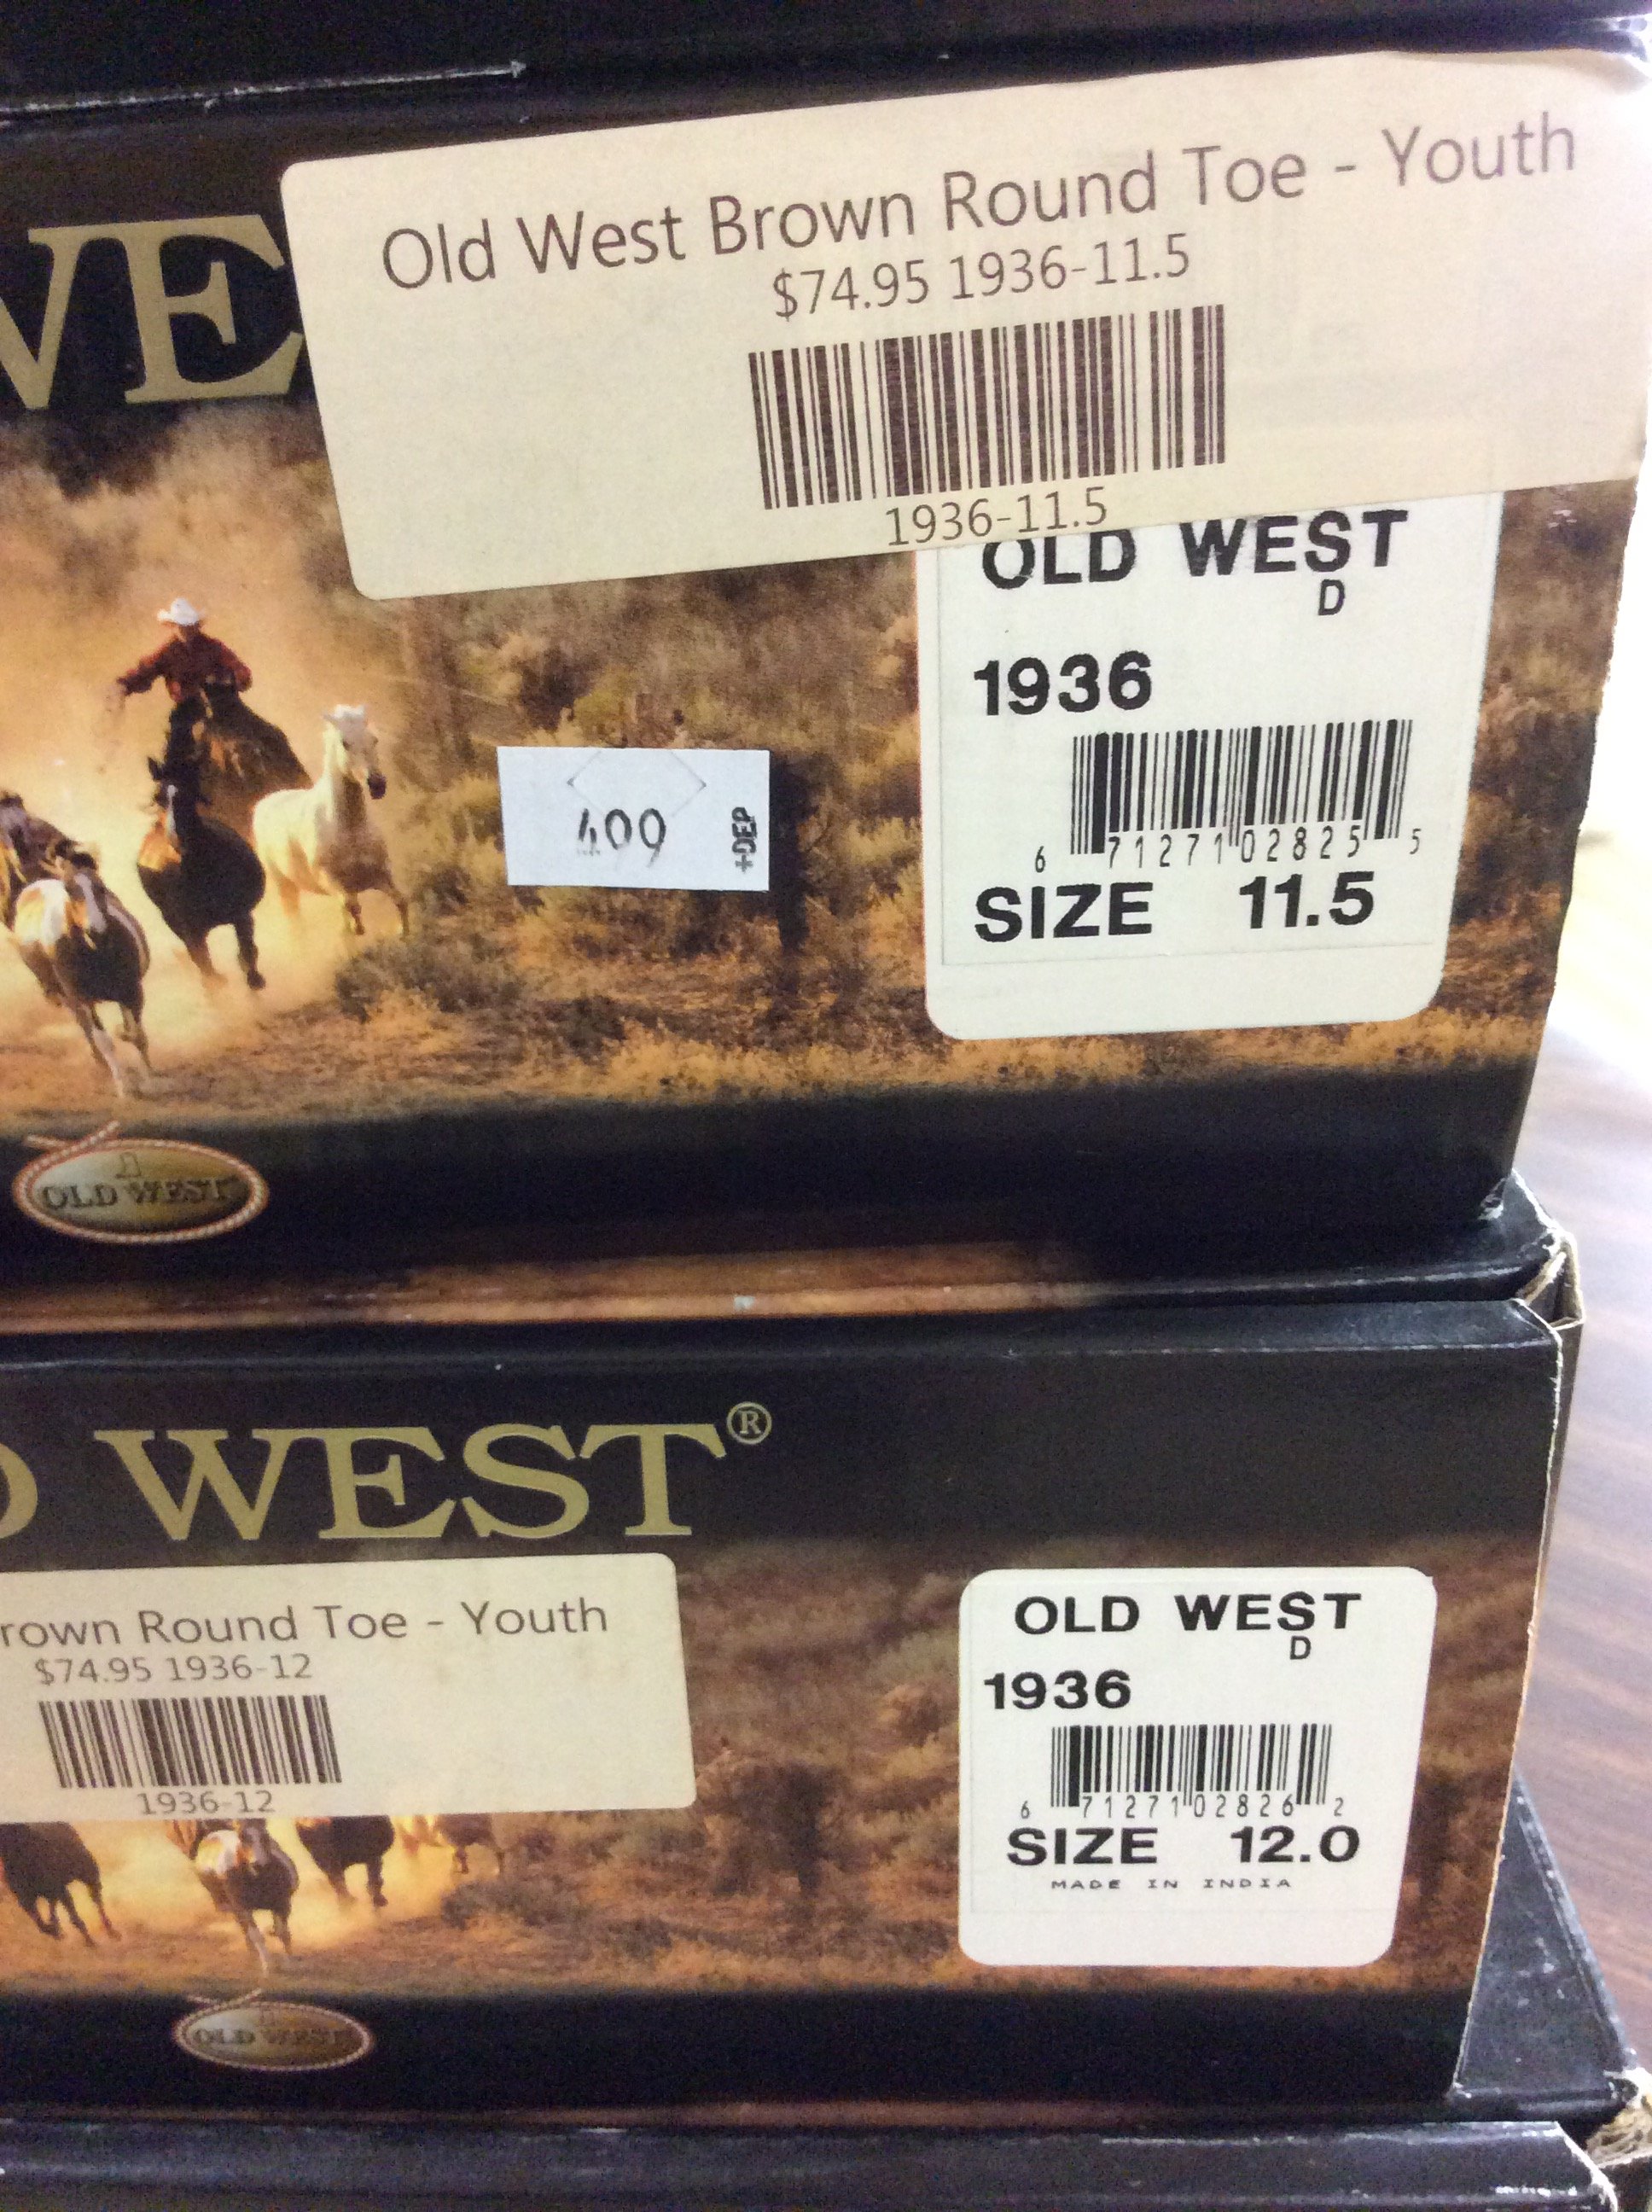 WE
Old West Brown Round Toe - Youth
$74.95 1936-11.5
1936-11.5
OLD WEST
D
1936
6 71271 02825 5
SIZE 11.5
+DEP
OLD WEST
WEST®
rown Round Toe - Youth
$74.95 1936-12
1936-12
OLD WEST
D
1936
6 71271 02826 2
SIZE 12.0
MADE IN INDIA
OLD WEST